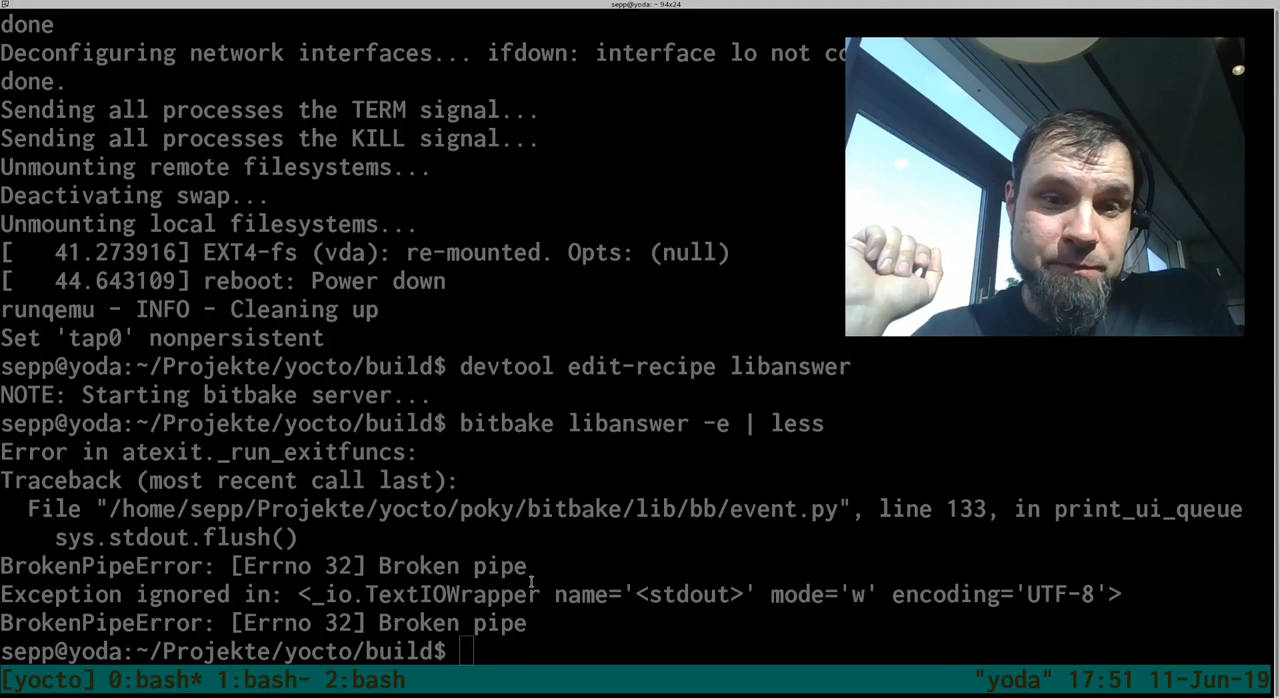 sepp@yoda: ~ 94x24
done
Deconfiguring network interfaces... ifdown: interface lo not co
done.
Sending all processes the TERM signal...
Sending all processes the KILL signal...
Unmounting remote filesystems...
Deactivating swap...
Unmounting local filesystems...
[   41.273916] EXT4-fs (vda): re-mounted. Opts: (null)
[   44.643109] reboot: Power down
runqemu - INFO - Cleaning up
Set 'tap0' nonpersistent
sepp@yoda:~/Projekte/yocto/build$ devtool edit-recipe libanswer
NOTE: Starting bitbake server...
sepp@yoda:~/Projekte/yocto/build$ bitbake libanswer -e | less
Error in atexit._run_exitfuncs:
Traceback (most recent call last):
  File "/home/sepp/Projekte/yocto/poky/bitbake/lib/bb/event.py", line 133, in print_ui_queue
    sys.stdout.flush()
BrokenPipeError: [Errno 32] Broken pipe
Exception ignored in: <_io.TextIOWrapper name='<stdout>' mode='w' encoding='UTF-8'>
BrokenPipeError: [Errno 32] Broken pipe
sepp@yoda:~/Projekte/yocto/build$
[yocto] 0:bash* 1:bash- 2:bash "yoda" 17:51 11-Jun-19